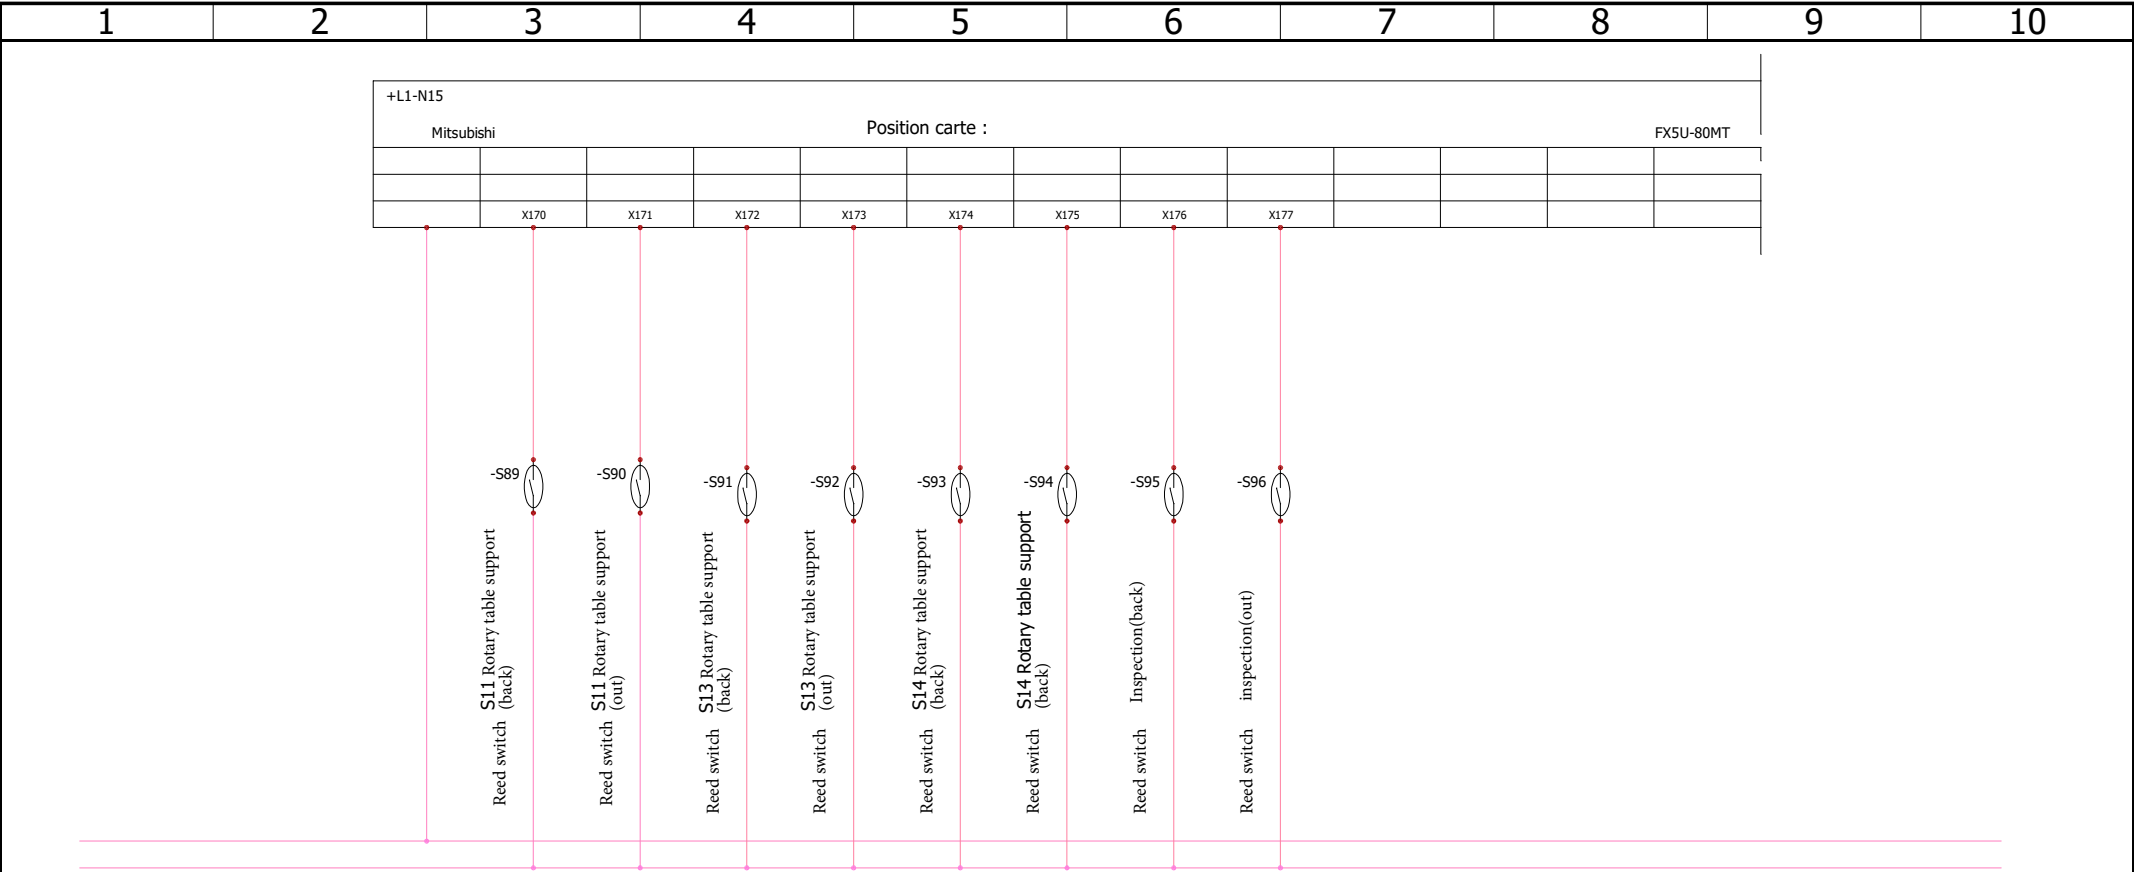 1 2 3 4 5 6 7 8 9 10
+L1-N15
Mitsubishi Position carte : FX5U-80MT
X170 X171 X172 X173 X174 X175 X176 X177
-S89 -S90 -S91 -S92 -S93 -S94 -S95 -S96
Reed switch S11 Rotary table support
(back)
Reed switch S11 Rotary table support
(out)
Reed switch S13 Rotary table support
(back)
Reed switch S13 Rotary table support
(out)
Reed switch S14 Rotary table support
(back)
Reed switch S14 Rotary table support
(back)
Reed switch Inspection(back)
Reed switch inspection(out)